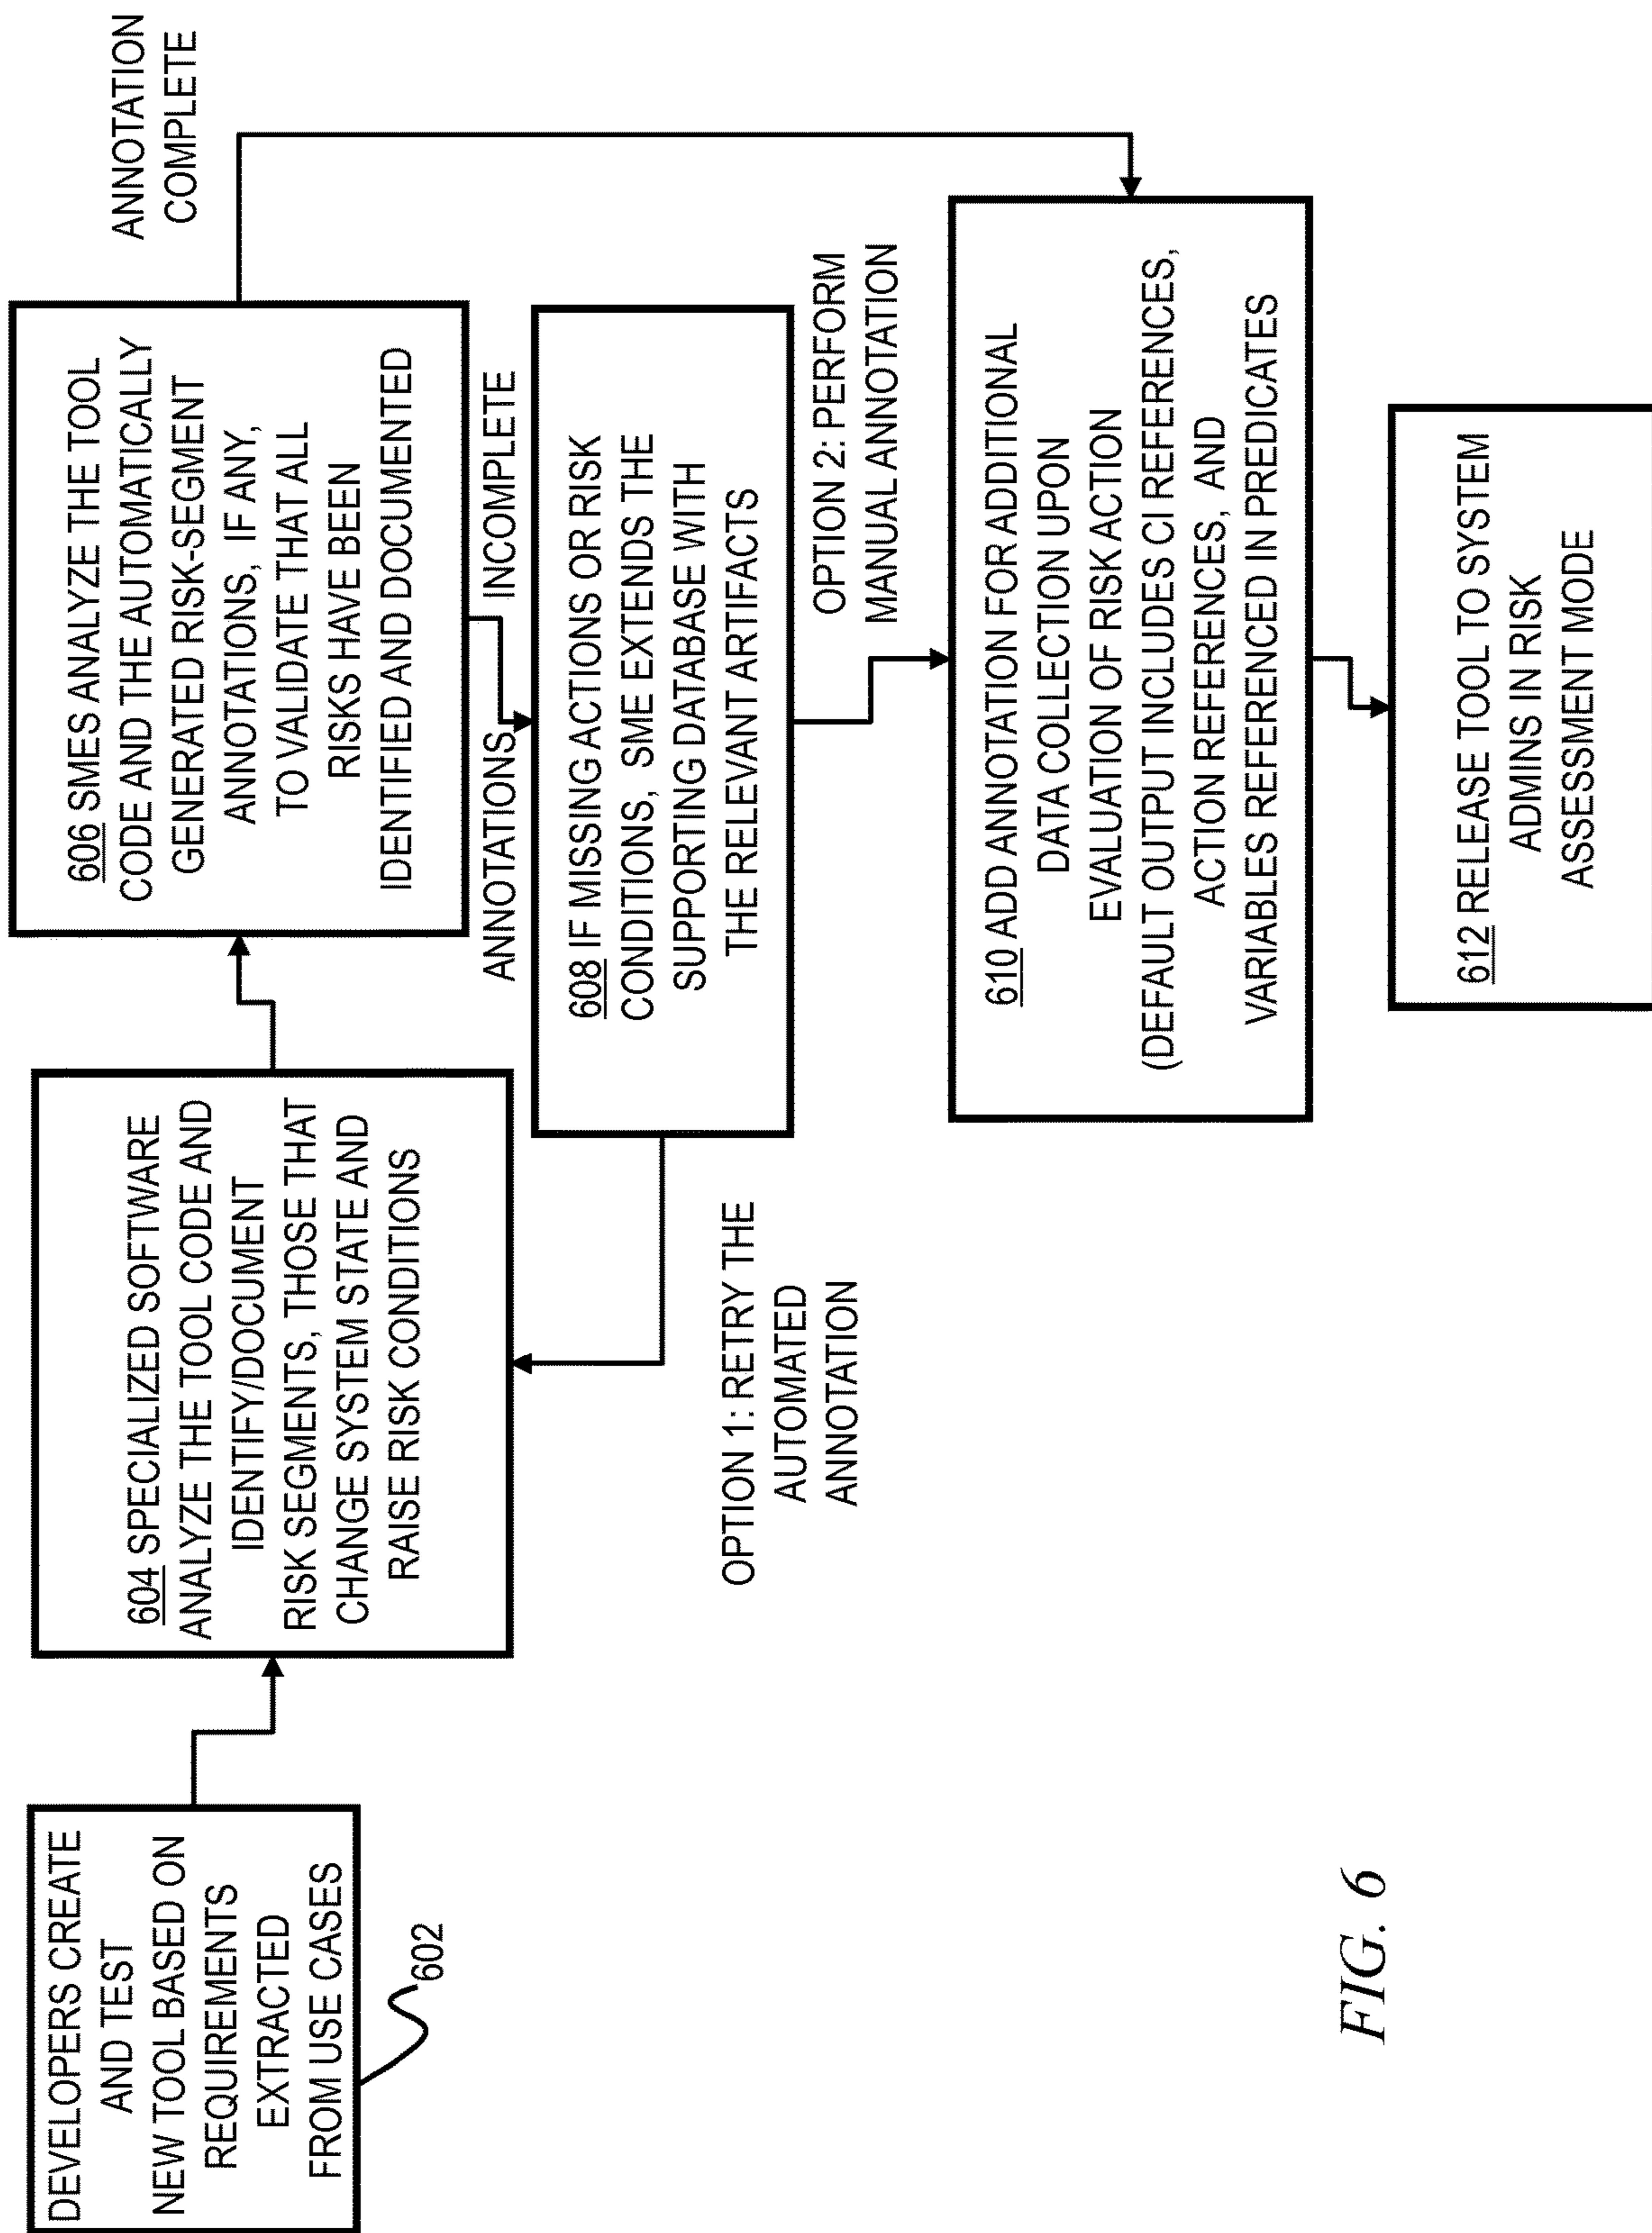 DEVELOPERS CREATE
AND TEST
NEW TOOL BASED ON
REQUIREMENTS
EXTRACTED
FROM USE CASES
602
604 SPECIALIZED SOFTWARE
ANALYZE THE TOOL CODE AND
IDENTIFY/DOCUMENT
RISK SEGMENTS, THOSE THAT
CHANGE SYSTEM STATE AND
RAISE RISK CONDITIONS
606 SMES ANALYZE THE TOOL
CODE AND THE AUTOMATICALLY
GENERATED RISK-SEGMENT
ANNOTATIONS, IF ANY,
TO VALIDATE THAT ALL
RISKS HAVE BEEN
IDENTIFIED AND DOCUMENTED
ANNOTATION
COMPLETE
ANNOTATIONS INCOMPLETE
608 IF MISSING ACTIONS OR RISK
CONDITIONS, SME EXTENDS THE
SUPPORTING DATABASE WITH
THE RELEVANT ARTIFACTS
OPTION 1: RETRY THE
AUTOMATED
ANNOTATION
OPTION 2: PERFORM
MANUAL ANNOTATION
610 ADD ANNOTATION FOR ADDITIONAL
DATA COLLECTION UPON
EVALUATION OF RISK ACTION
(DEFAULT OUTPUT INCLUDES CI REFERENCES,
ACTION REFERENCES, AND
VARIABLES REFERENCED IN PREDICATES
612 RELEASE TOOL TO SYSTEM
ADMINS IN RISK
ASSESSMENT MODE
FIG. 6